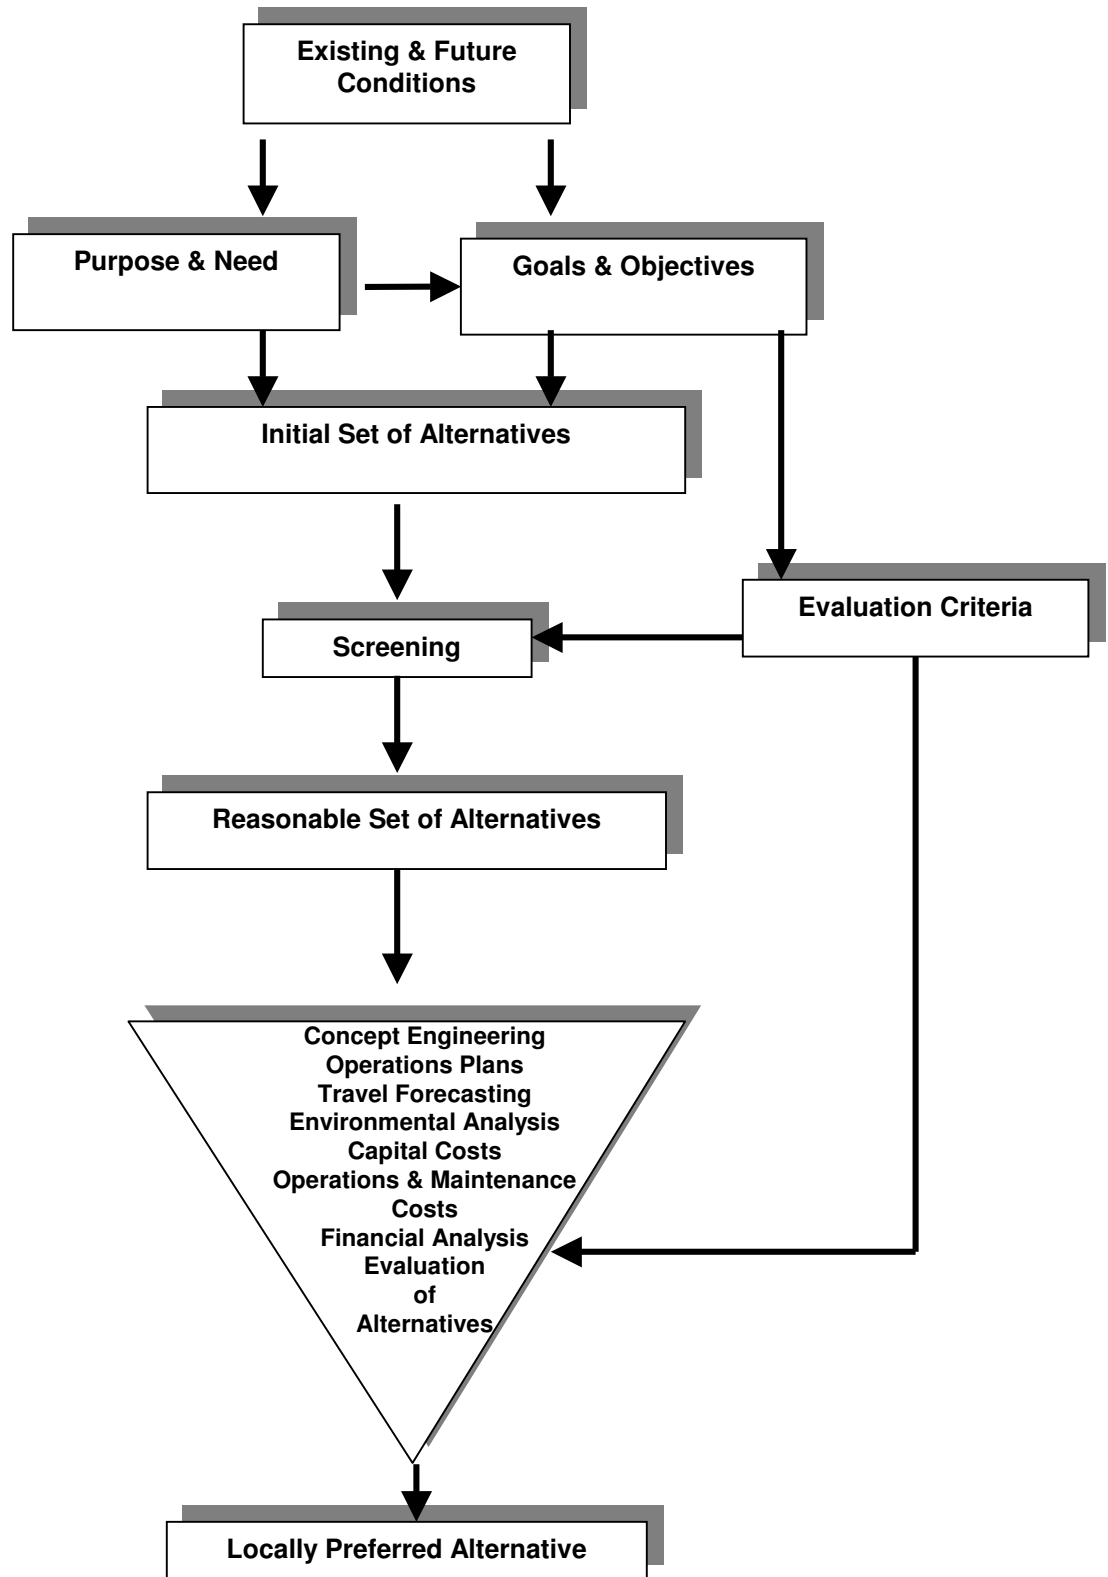 Existing & Future
Conditions
Purpose & Need
Goals & Objectives
Initial Set of Alternatives
Evaluation Criteria
Screening
Reasonable Set of Alternatives
Concept Engineering
Operations Plans
Travel Forecasting
Environmental Analysis
Capital Costs
Operations & Maintenance
Costs
Financial Analysis
Evaluation
of
Alternatives
Locally Preferred Alternative